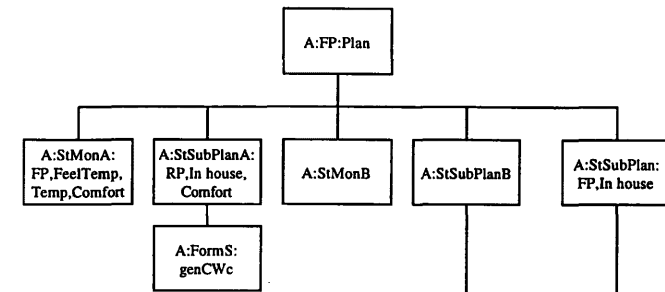 A:FP:Plan
A:StMonA:
FP,FeelTemp,
Temp,Comfort
A:StSubPlanA:
RP,In house,
Comfort
A:StMonB
A:StSubPlanB
A:StSubPlan:
FP,In house
A:FormS:
genCWc